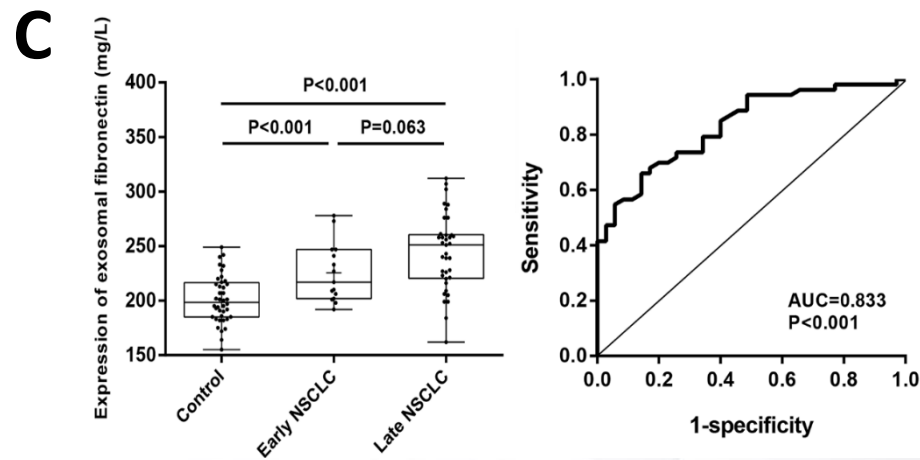 C
Expression of exosomal fibronectin (mg/L)
400
350
300
250
200
150
P<0.001
P<0.001
P=0.063
Control
Early NSCLC
Late NSCLC
Sensitivity
1.0
0.8
0.6
0.4
0.2
0.0
AUC=0.833
P<0.001
0.0
0.2
0.4
0.6
0.8
1.0
1-specificity